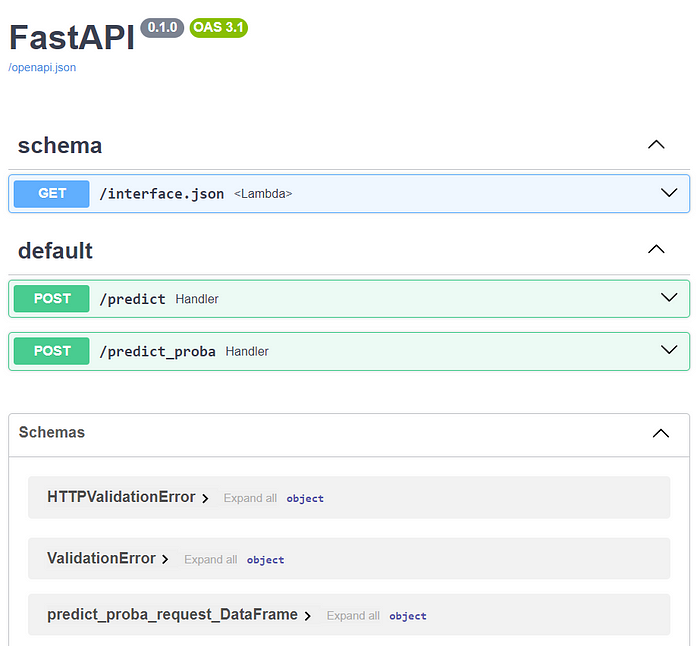 FastAPI 0.1.0 OAS 3.1
/openapi.json
schema
GET /interface.json <Lambda>
default
POST /predict Handler
POST /predict_proba Handler
Schemas
HTTPValidationError Expand all object
ValidationError Expand all object
predict_proba_request_DataFrame Expand all object